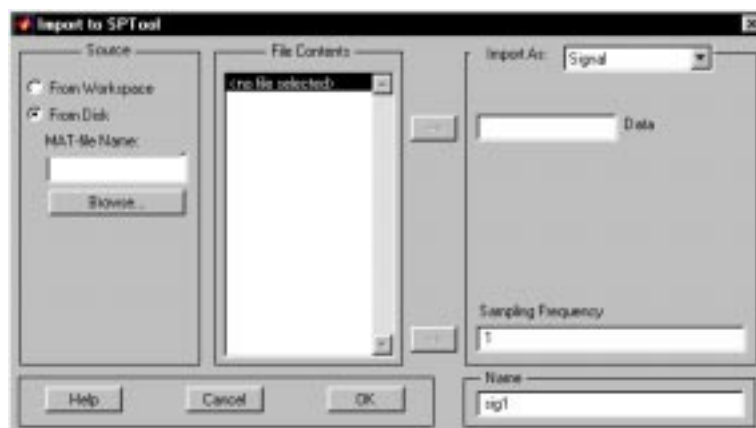 Import to SPTool
Source
From Workspace
From Disk
MAT-file Name:
Browse...
File Contents
<no file selected>
Import As:
Signal
Data
Sampling Frequency
1
Help
Cancel
OK
Name
sig1